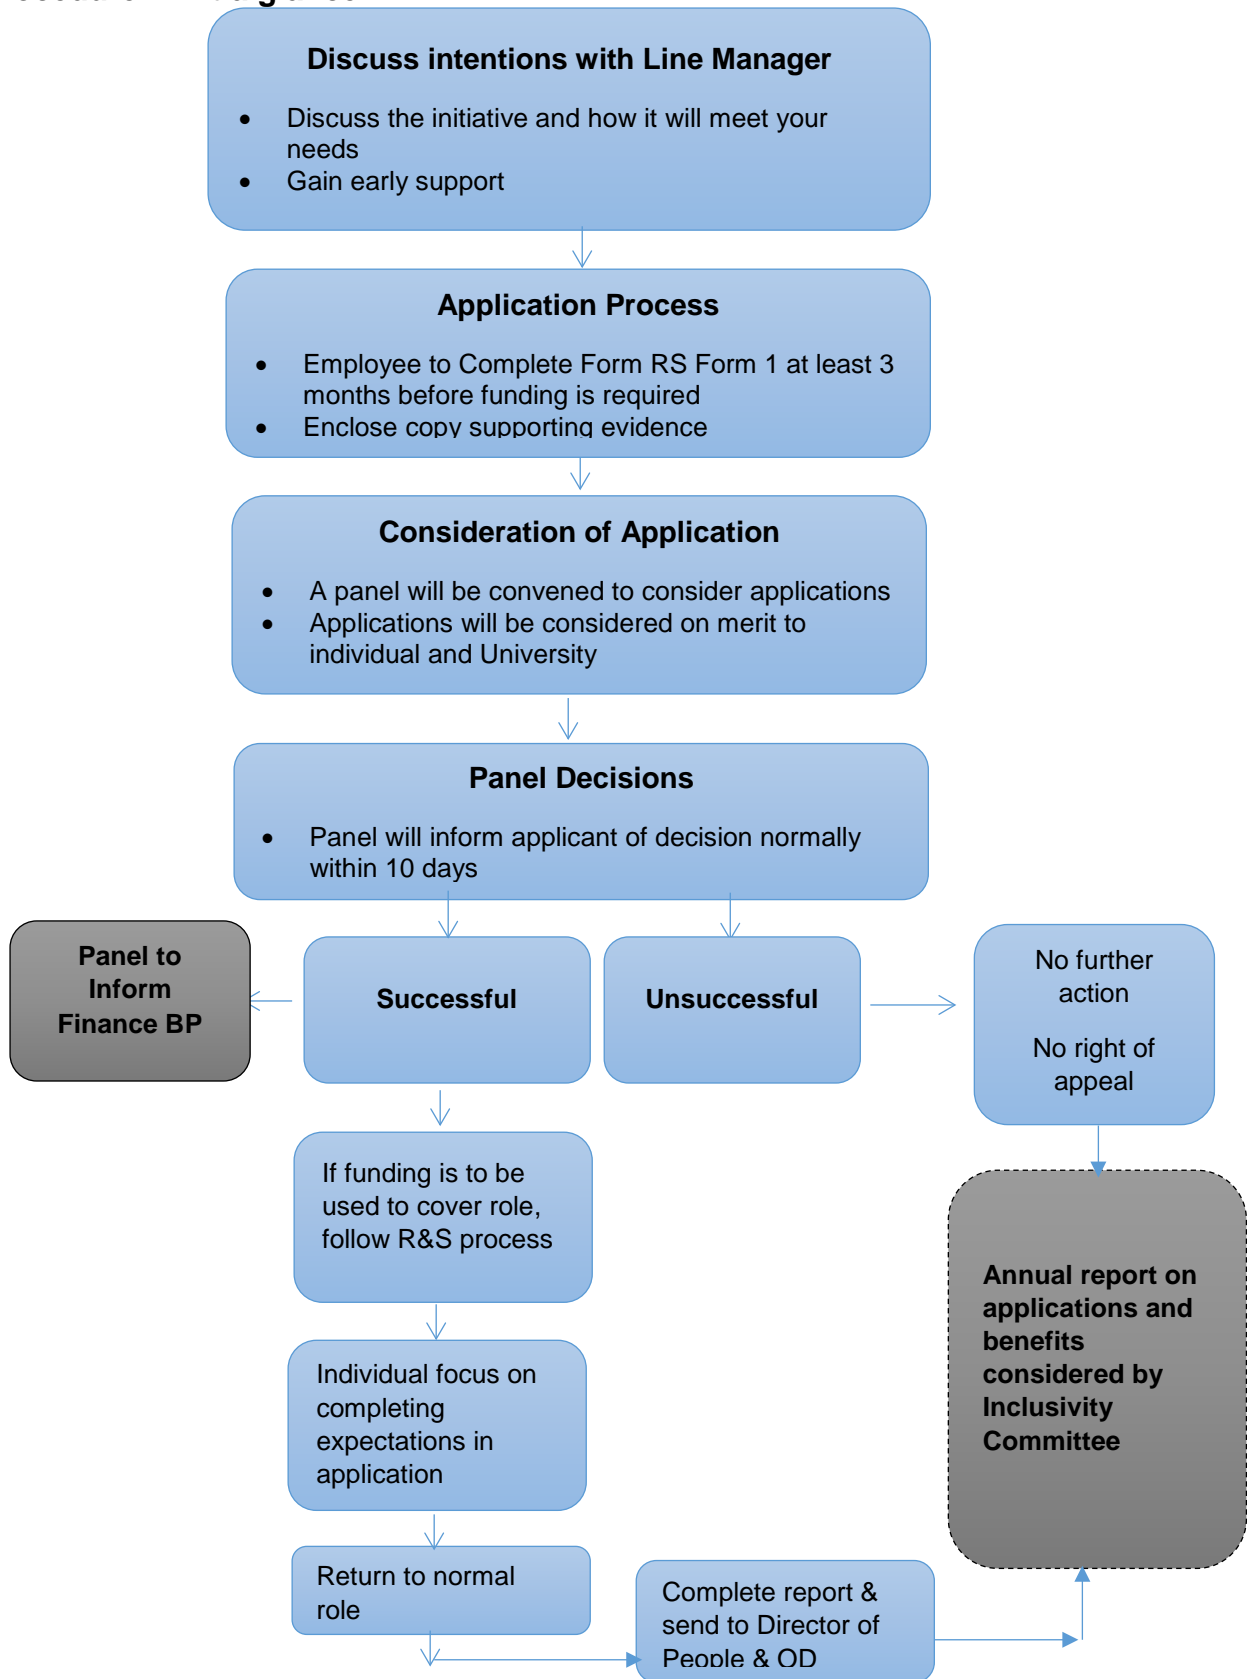 Discuss intentions with Line Manager
• Discuss the initiative and how it will meet your
needs
• Gain early support
Application Process
• Employee to Complete Form RS Form 1 at least 3
months before funding is required
• Enclose copy supporting evidence
Consideration of Application
• A panel will be convened to consider applications
• Applications will be considered on merit to
individual and University
Panel Decisions
• Panel will inform applicant of decision normally
within 10 days
Panel to
Inform
Finance BP
Successful
Unsuccessful
No further
action
No right of
appeal
If funding is to be
used to cover role,
follow R&S process
Individual focus on
completing
expectations in
application
Return to normal
role
Complete report &
send to Director of
People & OD
Annual report on
applications and
benefits
considered by
Inclusivity
Committee